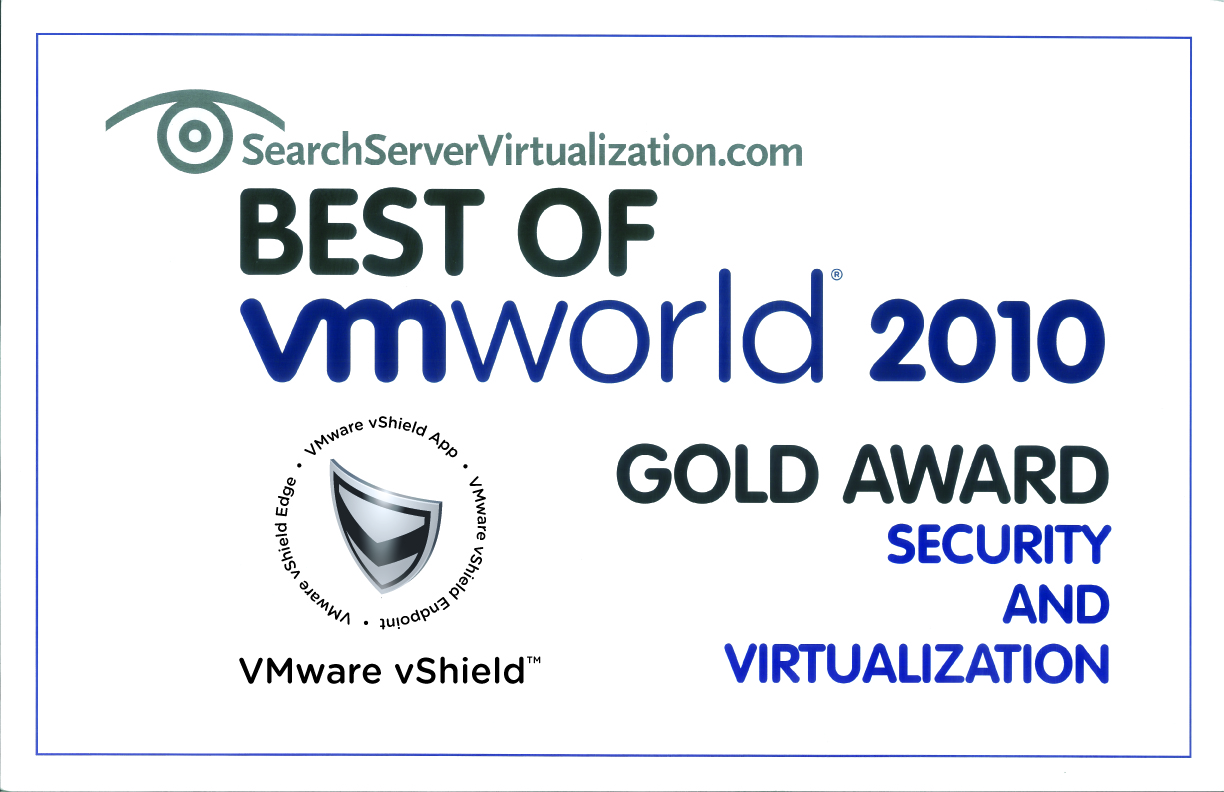 SearchServerVirtualization.com
BEST OF
vmworld® 2010
VMware vShield App • VMware vShield Endpoint • VMware vShield Edge •
VMware vShield™
GOLD AWARD
SECURITY
AND
VIRTUALIZATION